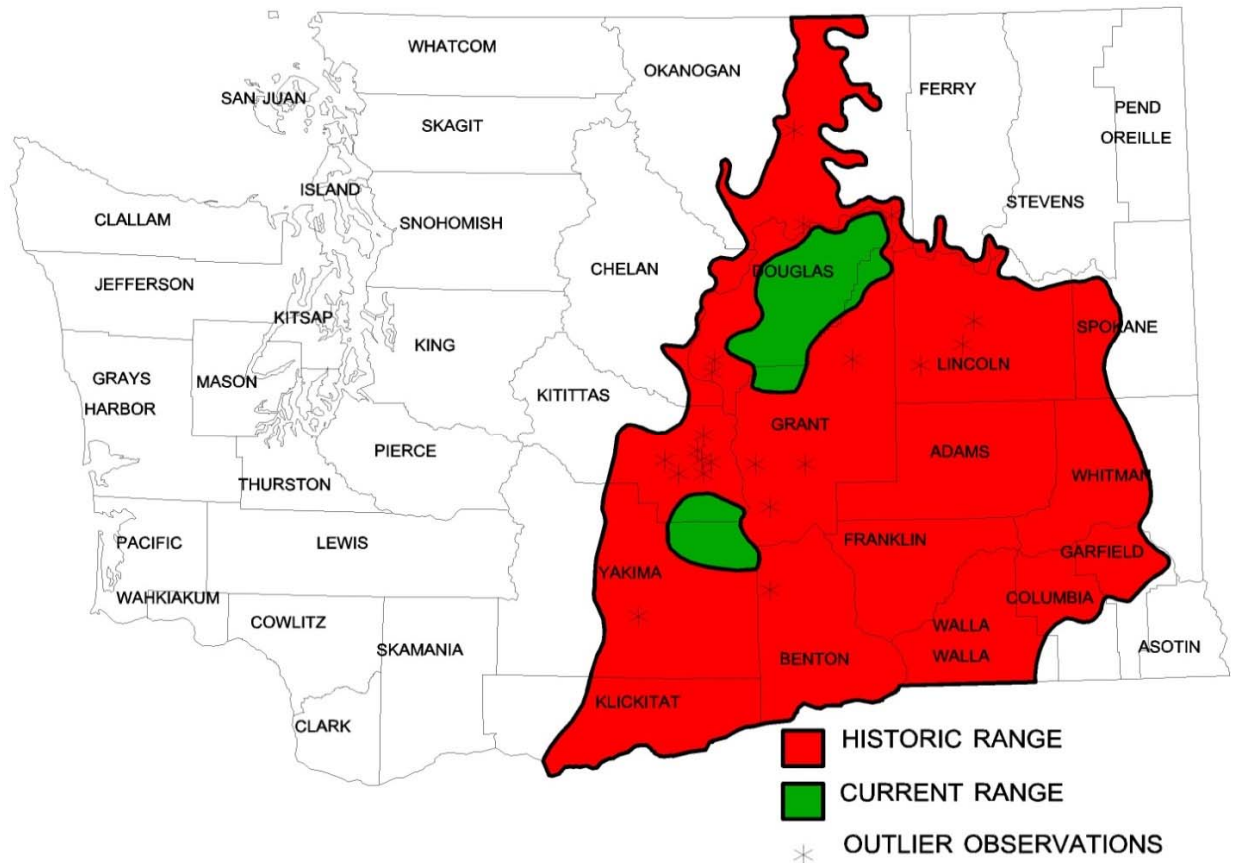 WHATCOM
OKANOGAN
FERRY
SAN JUAN
PEND
OREILLE
SKAGIT
ISLAND
STEVENS
CLALLAM
SNOHOMISH
CHELAN
DOUGLAS
JEFFERSON
KITSAP
SPOKANE
KING
LINCOLN
GRAYS
HARBOR
MASON
KITITTAS
GRANT
PIERCE
ADAMS
WHITMAN
THURSTON
PACIFIC
LEWIS
FRANKLIN
GARFIELD
YAKIMA
WAHKIAKUM
COLUMBIA
COWLITZ
WALLA
WALLA
SKAMANIA
ASOTIN
BENTON
KLICKITAT
CLARK
HISTORIC RANGE
CURRENT RANGE
OUTLIER OBSERVATIONS